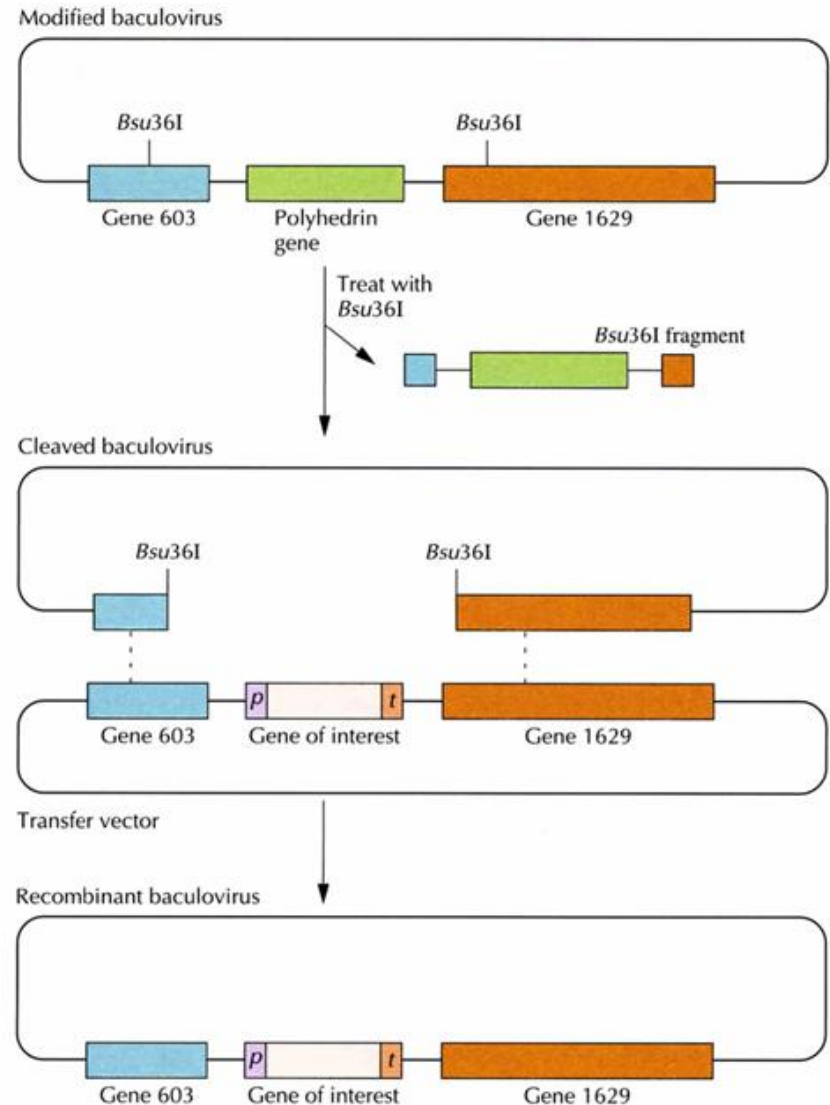 Modified baculovirus
Bsu36I
Bsu36I
Gene 603
Polyhedrin
gene
Gene 1629
Treat with
Bsu36I
Bsu36I fragment
Cleaved baculovirus
Bsu36I
Bsu36I
p
t
Gene 603
Gene of interest
Gene 1629
Transfer vector
Recombinant baculovirus
p
t
Gene 603
Gene of interest
Gene 1629